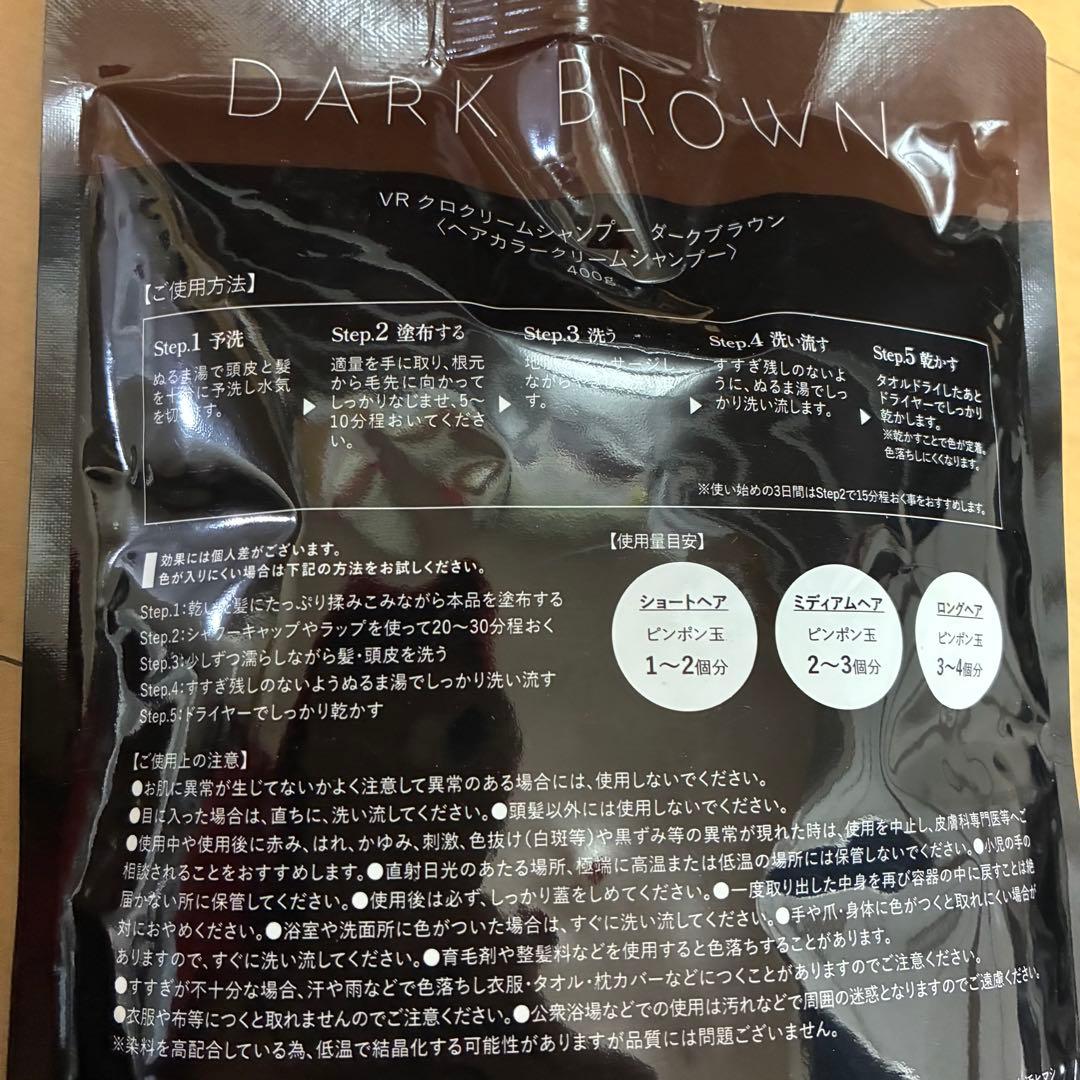 DARK BROWN
VR クロクリームシャンプー ダークブラウン
〈ヘアカラークリームシャンプー〉
400g
【ご使用方法】
Step.1 予洗
ぬるま湯で頭皮と髪
を十分に予洗し水気
を切ります。
Step.2 塗布する
適量を手に取り、根元
から毛先に向かって
しっかりなじませ、5〜
10分程おいてくださ
い。
Step.3 洗う
地肌をマッサージし
ながら
す。
Step.4 洗い流す
すすぎ残しのないよ
うに、ぬるま湯でしっ
かり洗い流します。
Step.5 乾かす
タオルドライしたあと
ドライヤーでしっかり
乾かします。
※乾かすことで色が定着。
色落ちしにくくなります。
※使い始めの3日間はStep2で15分程おく事をおすすめします。
効果には個人差がございます。
色が入りにくい場合は下記の方法をお試しください。
Step.1：乾いた髪にたっぷり揉みこみながら本品を塗布する
Step.2：シャワーキャップやラップを使って20〜30分程おく
Step.3：少しずつ濡らしながら髪・頭皮を洗う
Step.4：すすぎ残しのないようぬるま湯でしっかり洗い流す
Step.5：ドライヤーでしっかり乾かす
【使用量目安】
ショートヘア
ピンポン玉
1〜2個分
ミディアムヘア
ピンポン玉
2〜3個分
ロングヘア
ピンポン玉
3〜4個分
【ご使用上の注意】
●お肌に異常が生じてないかよく注意して異常のある場合には、使用しないでください。
●目に入った場合は、直ちに、洗い流してください。●頭髪以外には使用しないでください。
●使用中や使用後に赤み、はれ、かゆみ、刺激、色抜け(白斑等)や黒ずみ等の異常が現れた時は、使用を中止し、皮膚科専門医等へご
相談されることをおすすめします。●直射日光のあたる場所、極端に高温または低温の場所には保管しないでください。●小児の手の
届かない所に保管してください。●使用後は必ず、しっかり蓋をしめてください。●一度取り出した中身を再び容器の中に戻すことは絶
対におやめください。●浴室や洗面所に色がついた場合は、すぐに洗い流してください。●手や爪・身体に色がつくと取れにくい場合が
ありますので、すぐに洗い流してください。●育毛剤や整髪料などを使用すると色落ちすることがあります。
●すすぎが不十分な場合、汗や雨などで色落ちし衣服・タオル・枕カバーなどにつくことがありますのでご注意ください。
●衣服や布等につくと取れませんのでご注意ください。●公衆浴場などでの使用は汚れなどで周囲の迷惑となりますのでご遠慮ください。
※染料を高配合している為、低温で結晶化する可能性がありますが品質には問題ございません。